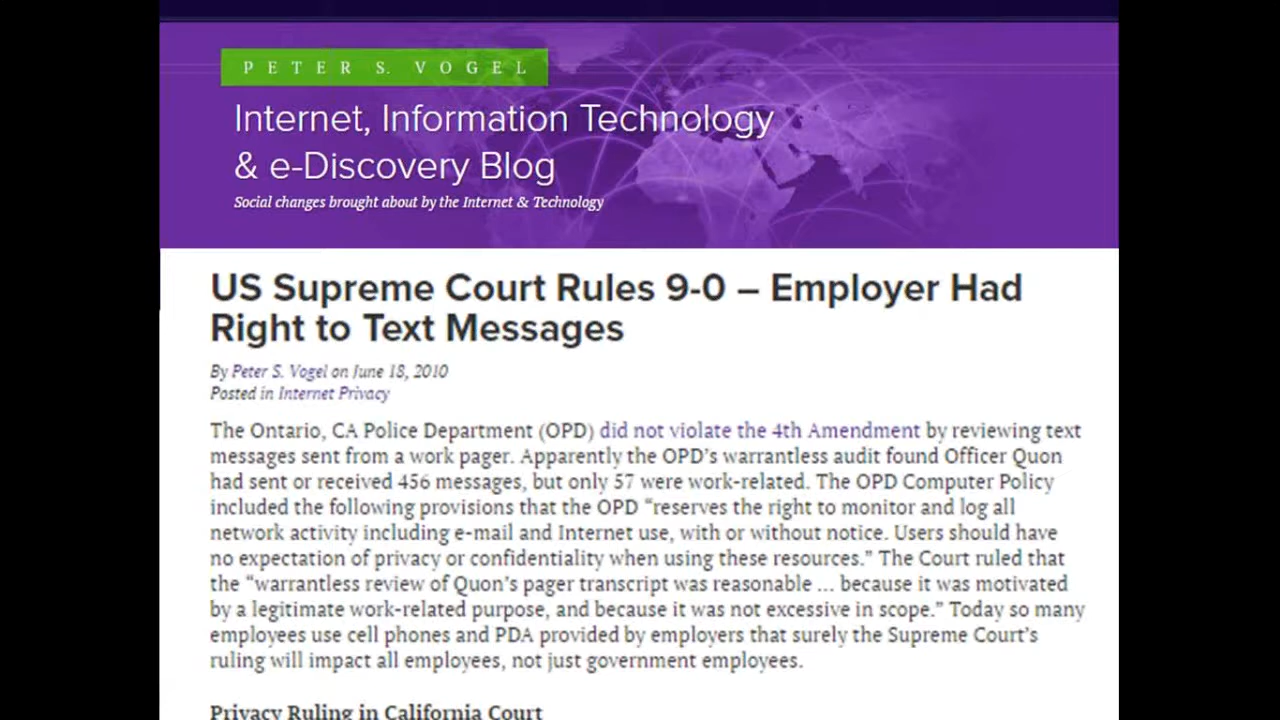 PETER S. VOGEL
Internet, Information Technology
& e-Discovery Blog
Social changes brought about by the Internet & Technology
US Supreme Court Rules 9-0 – Employer Had
Right to Text Messages
By Peter S. Vogel on June 18, 2010
Posted in Internet Privacy
The Ontario, CA Police Department (OPD) did not violate the 4th Amendment by reviewing text
messages sent from a work pager. Apparently the OPD’s warrantless audit found Officer Quon
had sent or received 456 messages, but only 57 were work-related. The OPD Computer Policy
included the following provisions that the OPD “reserves the right to monitor and log all
network activity including e-mail and Internet use, with or without notice. Users should have
no expectation of privacy or confidentiality when using these resources.” The Court ruled that
the “warrantless review of Quon’s pager transcript was reasonable ... because it was motivated
by a legitimate work-related purpose, and because it was not excessive in scope.” Today so many
employees use cell phones and PDA provided by employers that surely the Supreme Court’s
ruling will impact all employees, not just government employees.
Privacy Ruling in California Court